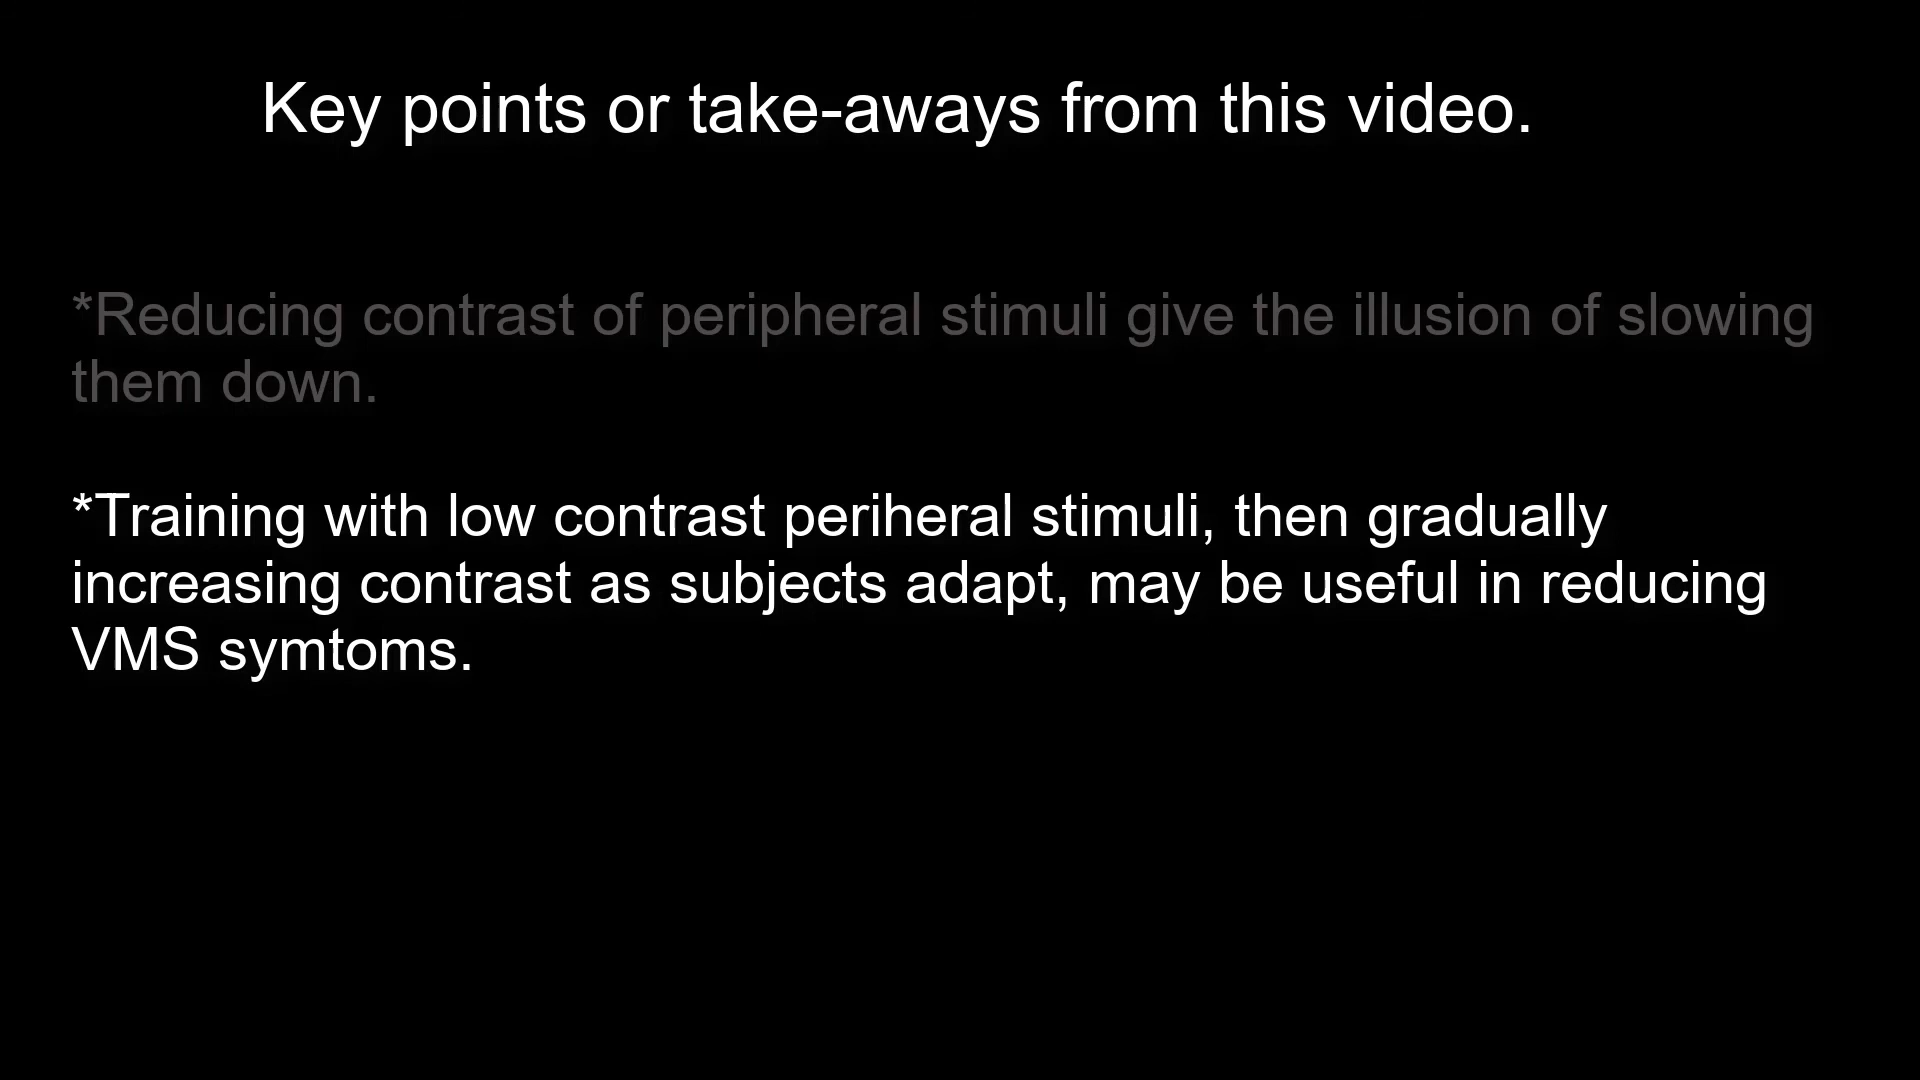 Key points or take-aways from this video.
*Reducing contrast of peripheral stimuli give the illusion of slowing
them down.
*Training with low contrast periheral stimuli, then gradually
increasing contrast as subjects adapt, may be useful in reducing
VMS symtoms.